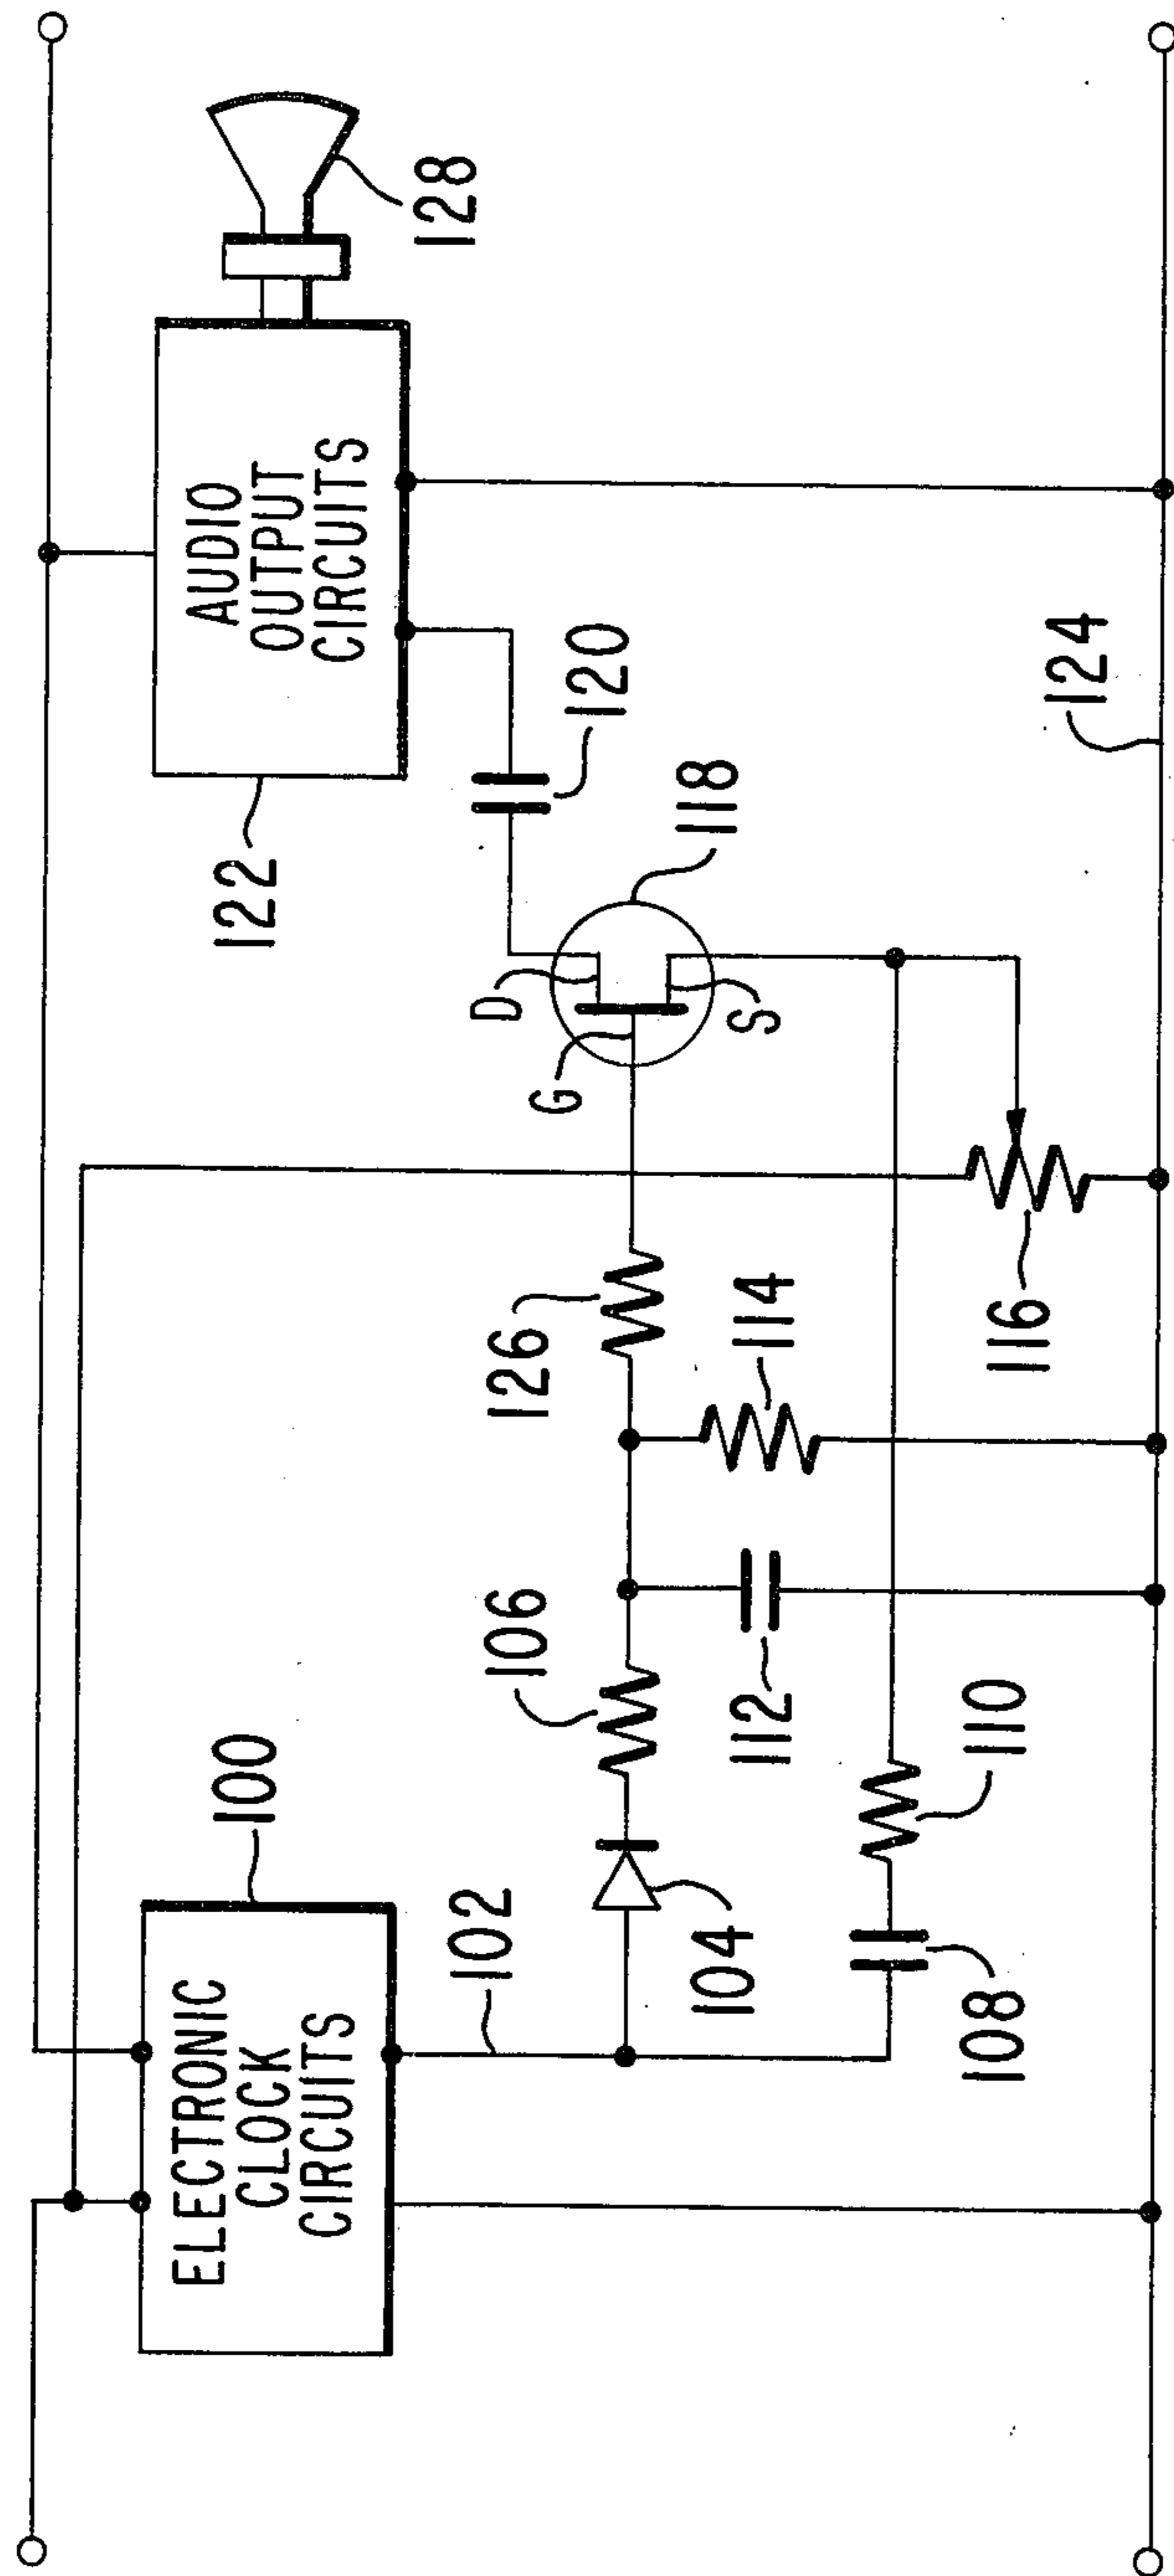 ELECTRONIC
CLOCK
CIRCUITS
100
102
104
106
108
110
112
114
126
116
G
D
S
118
120
122
AUDIO
OUTPUT
CIRCUITS
124
128